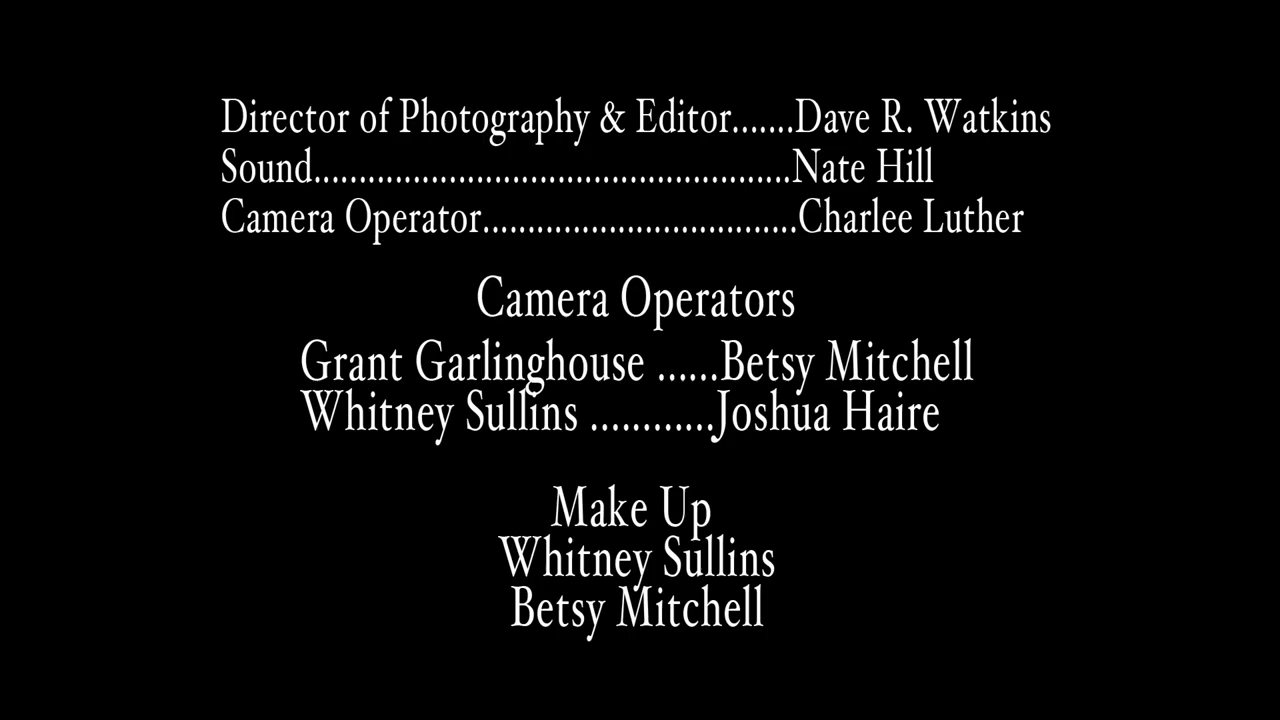 Director of Photography & Editor.......Dave R. Watkins
Sound.....................................................Nate Hill
Camera Operator...................................Charlee Luther
Camera Operators
Grant Garlinghouse ......Betsy Mitchell
Whitney Sullins ............Joshua Haire
Make Up
Whitney Sullins
Betsy Mitchell